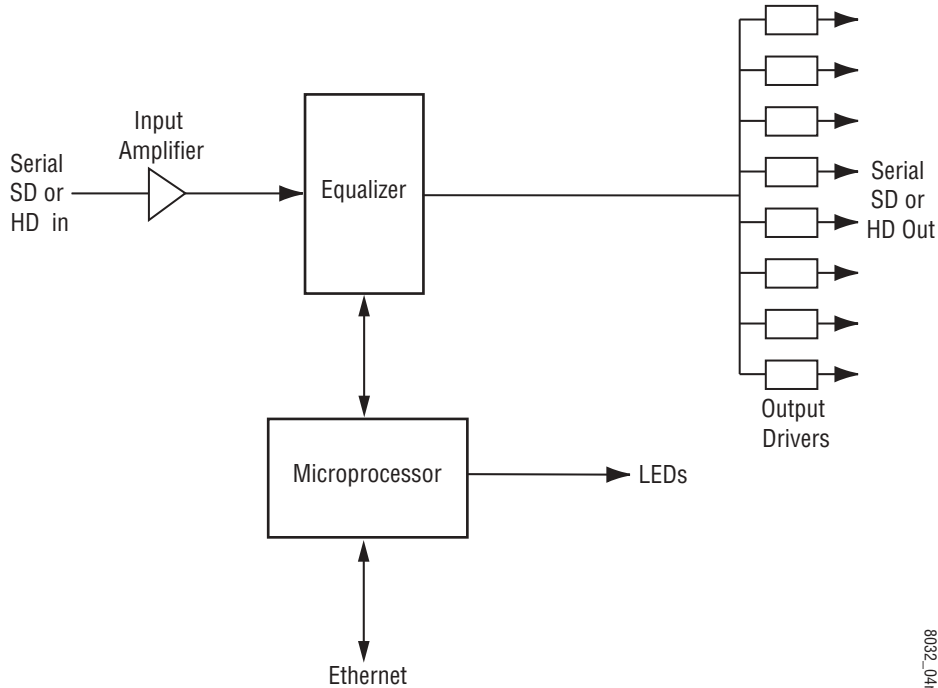 Input
Amplifier
Serial
SD or
HD in
Equalizer
Serial
SD or
HD Out
Output
Drivers
Microprocessor
LEDs
Ethernet